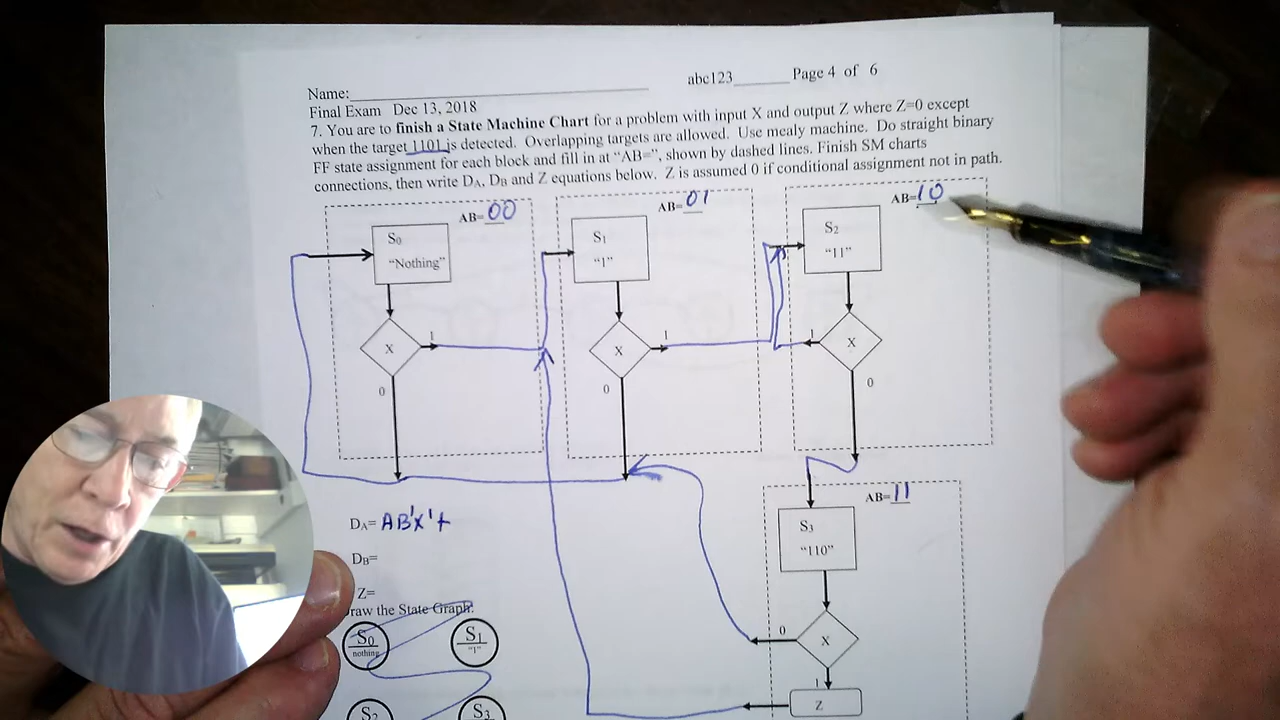 abc123______ Page 4 of 6
Name:
Final Exam Dec 13, 2018
7. You are to finish a State Machine Chart for a problem with input X and output Z where Z=0 except
when the target 1101 is detected. Overlapping targets are allowed. Use mealy machine. Do straight binary
FF state assignment for each block and fill in at “AB=”, shown by dashed lines. Finish SM charts
connections, then write DA, DB and Z equations below. Z is assumed 0 if conditional assignment not in path.
AB=00
AB=01
AB=10
S0
“Nothing”
S1
“1”
S2
“11”
X
1
0
X
1
0
X
1
0
AB=11
S3
“110”
X
0
1
Z
DA= AB'X'+
DB=
Z=
raw the State Graph:
S0
nothing
S1
“1”
S2
S3